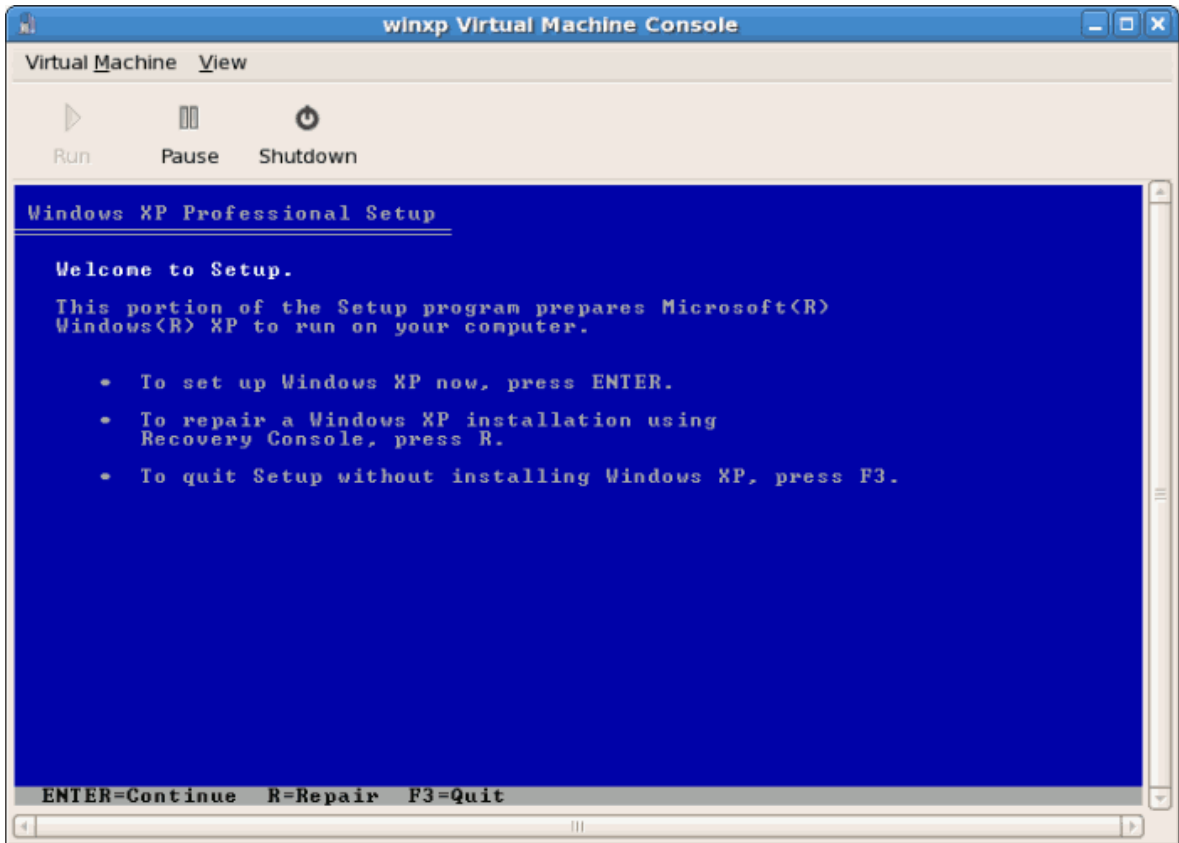 winxp Virtual Machine Console
Virtual Machine View
Run Pause Shutdown
Windows XP Professional Setup
Welcome to Setup.
This portion of the Setup program prepares Microsoft(R)
Windows(R) XP to run on your computer.
• To set up Windows XP now, press ENTER.
• To repair a Windows XP installation using
Recovery Console, press R.
• To quit Setup without installing Windows XP, press F3.
ENTER=Continue R=Repair F3=Quit